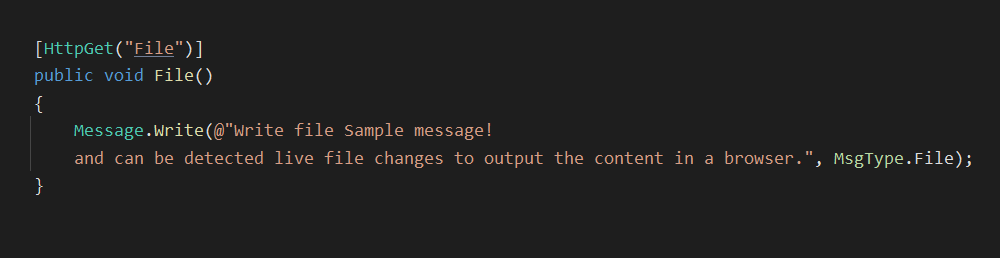 [HttpGet("File")]
public void File()
{
Message.Write(@"Write file Sample message!
and can be detected live file changes to output the content in a browser.", MsgType.File);
}